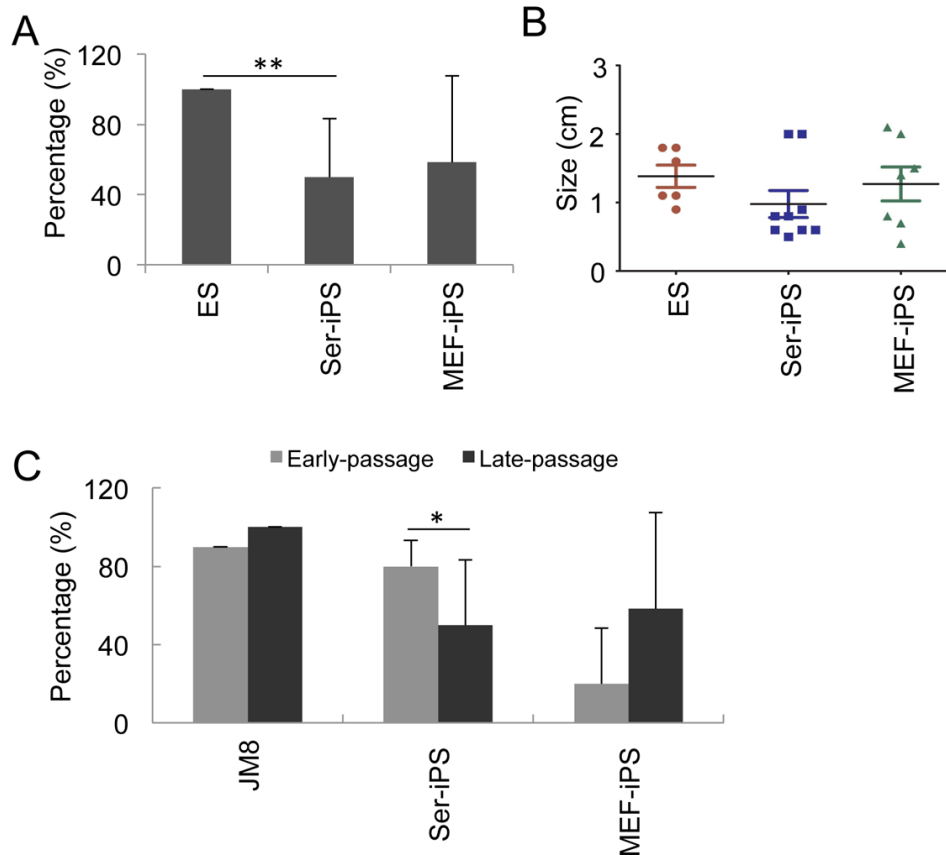 A
Percentage (%)
120
80
40
0
**
ES
Ser-iPS
MEF-iPS
B
Size (cm)
3
2
1
0
ES
Ser-iPS
MEF-iPS
C
Early-passage Late-passage
Percentage (%)
120
80
40
0
*
JM8
Ser-iPS
MEF-iPS